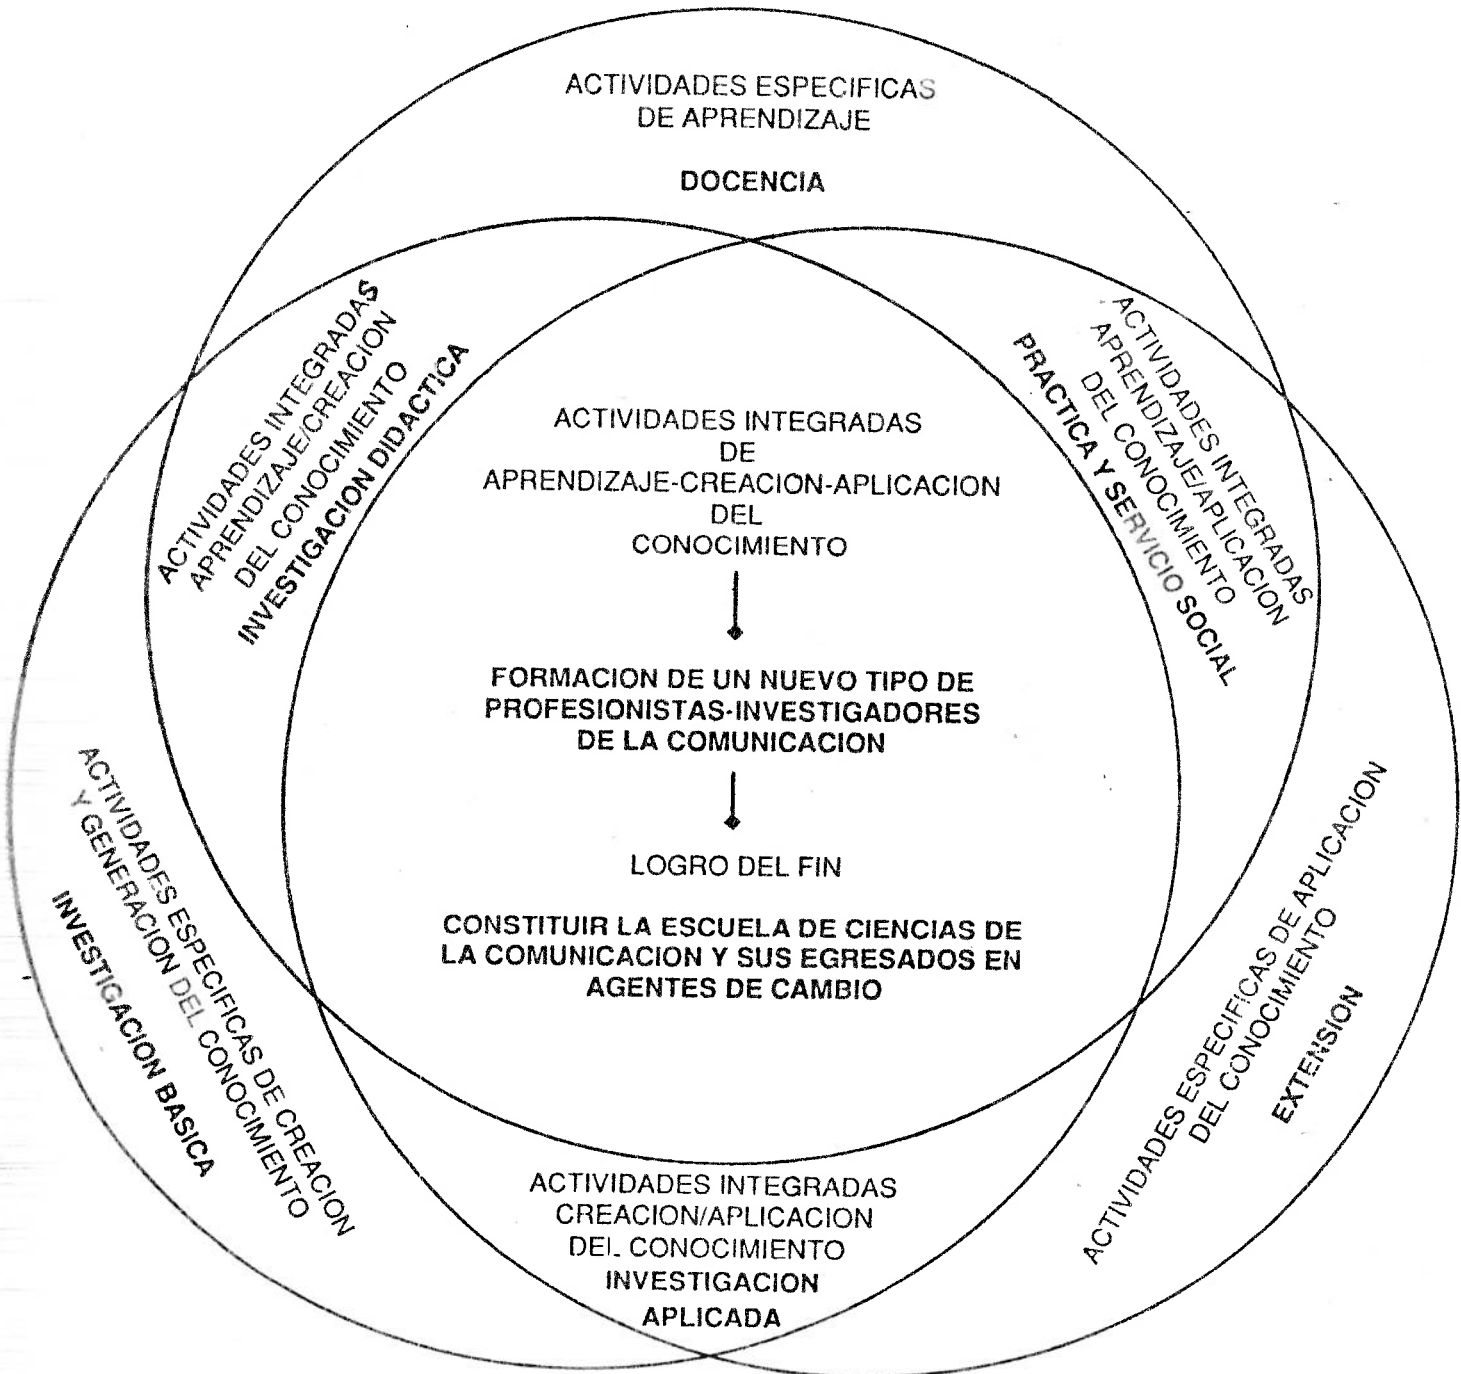 ACTIVIDADES ESPECIFICAS
DE APRENDIZAJE
DOCENCIA
ACTIVIDADES INTEGRADAS
APRENDIZAJE/CREACION
DEL CONOCIMIENTO
INVESTIGACION DIDACTICA
ACTIVIDADES INTEGRADAS
APRENDIZAJE/APLICACION
DEL CONOCIMIENTO
PRACTICA Y SERVICIO SOCIAL
ACTIVIDADES INTEGRADAS
DE
APRENDIZAJE-CREACION-APLICACION
DEL
CONOCIMIENTO
FORMACION DE UN NUEVO TIPO DE
PROFESIONISTAS-INVESTIGADORES
DE LA COMUNICACION
LOGRO DEL FIN
CONSTITUIR LA ESCUELA DE CIENCIAS DE
LA COMUNICACION Y SUS EGRESADOS EN
AGENTES DE CAMBIO
ACTIVIDADES ESPECIFICAS DE CREACION
Y GENERACION DEL CONOCIMIENTO
INVESTIGACION BASICA
ACTIVIDADES ESPECIFICAS DE APLICACION
DEL CONOCIMIENTO
EXTENSION
ACTIVIDADES INTEGRADAS
CREACION/APLICACION
DEL CONOCIMIENTO
INVESTIGACION
APLICADA